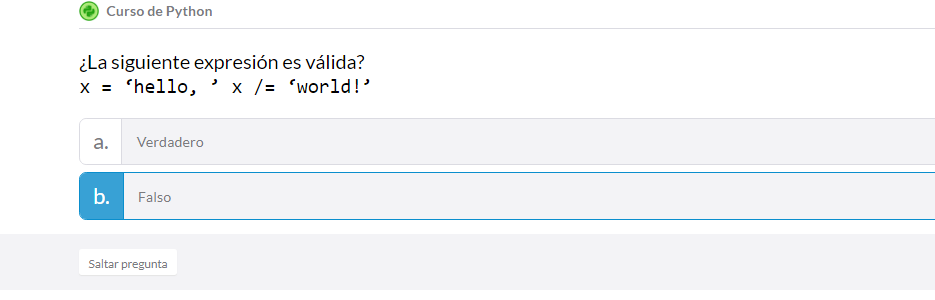 Curso de Python
¿La siguiente expresión es válida?
x = ‘hello, ’ x /= ‘world!’
a. Verdadero
b. Falso
Saltar pregunta